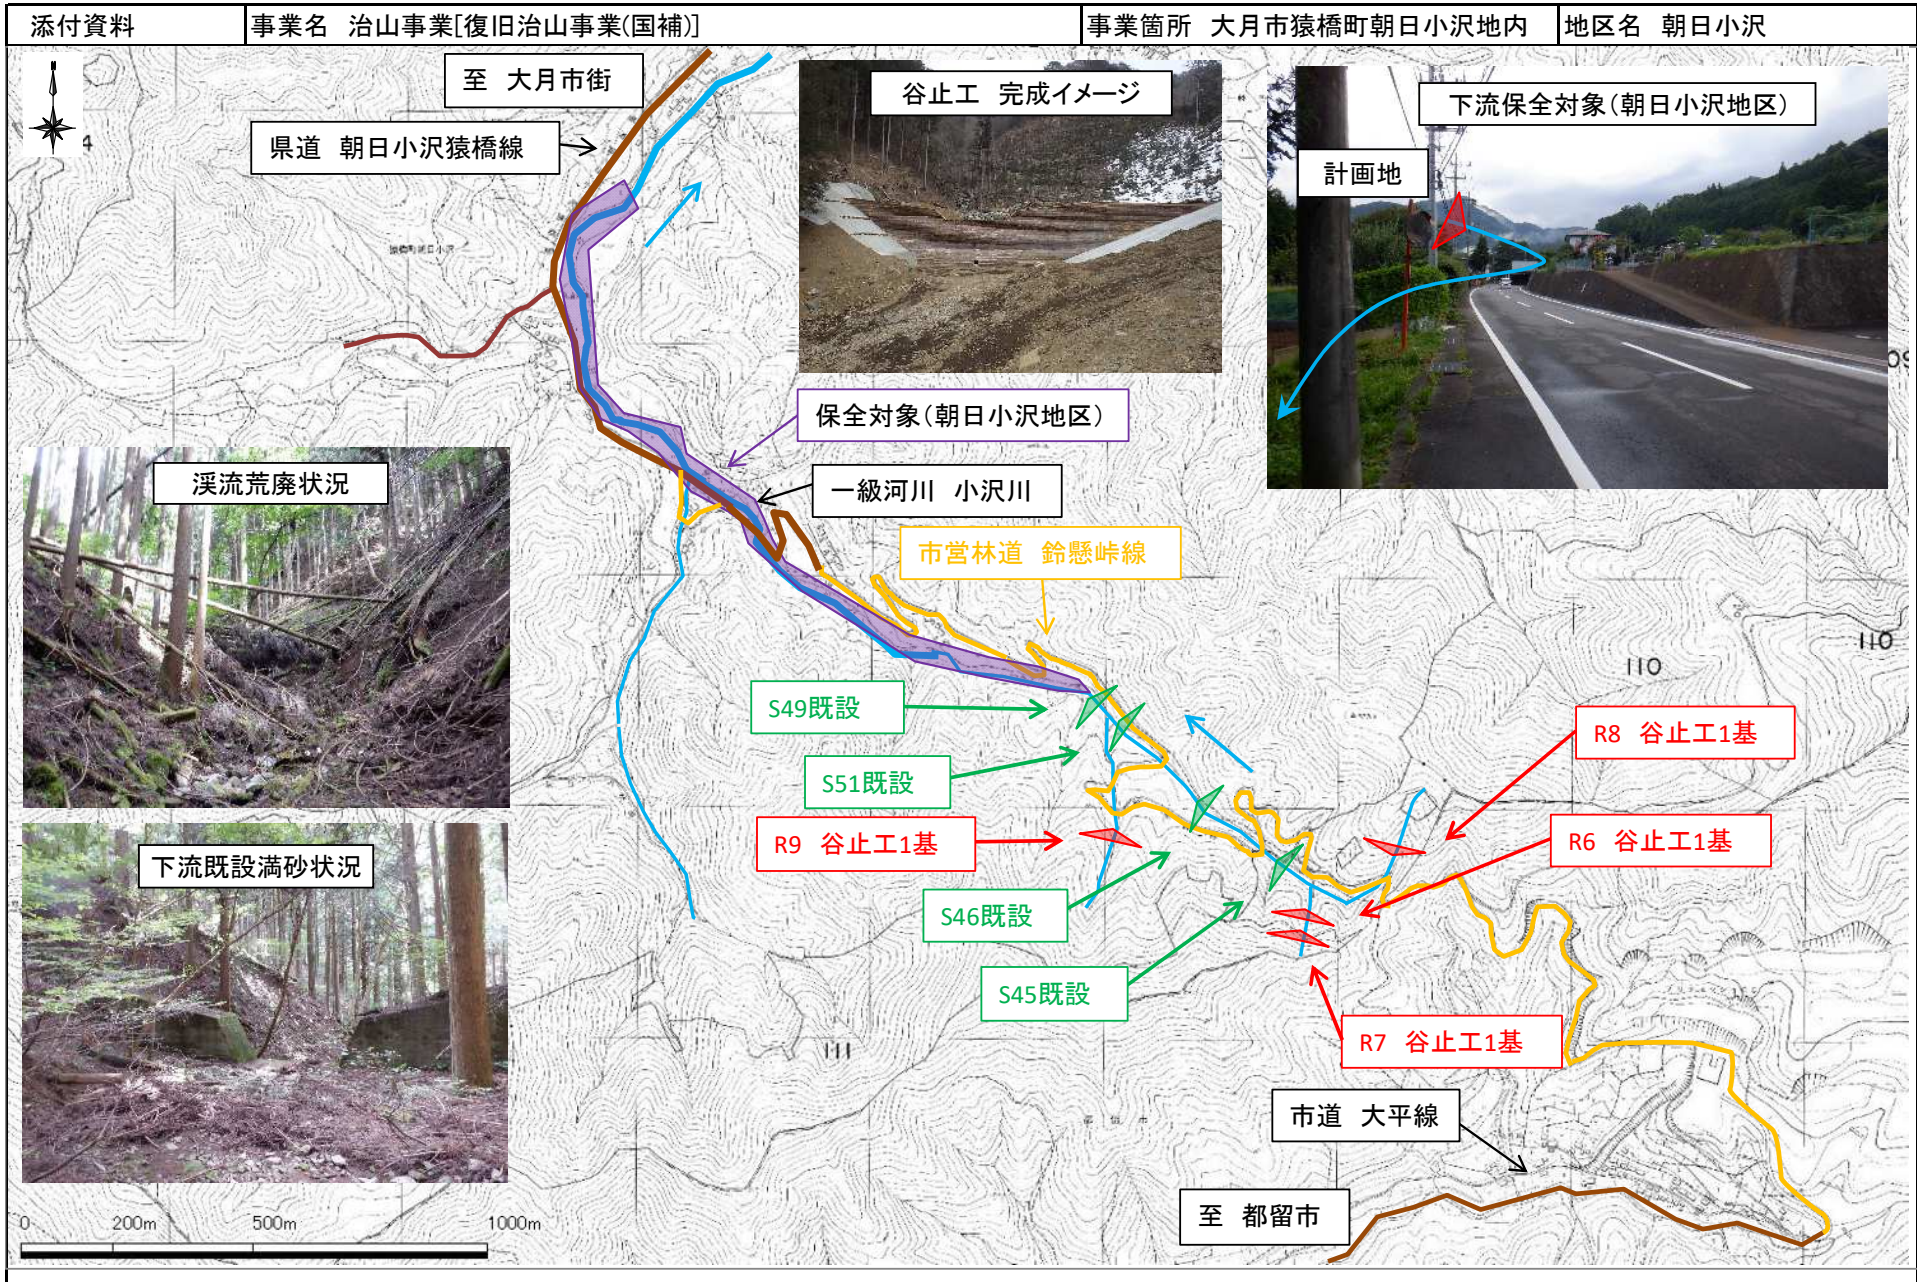 添付資料
事業名 治山事業[復旧治山事業(国補)]
事業箇所 大月市猿橋町朝日小沢地内
地区名 朝日小沢
N
至 大月市街
県道 朝日小沢猿橋線
谷止工 完成イメージ
下流保全対象(朝日小沢地区)
計画地
猿橋町朝日小沢
保全対象(朝日小沢地区)
渓流荒廃状況
一級河川 小沢川
市営林道 鈴懸峠線
110
110
S49既設
R8 谷止工1基
S51既設
R9 谷止工1基
R6 谷止工1基
下流既設満砂状況
S46既設
S45既設
R7 谷止工1基
111
市道 大平線
至 都留市
0 200m 500m 1000m